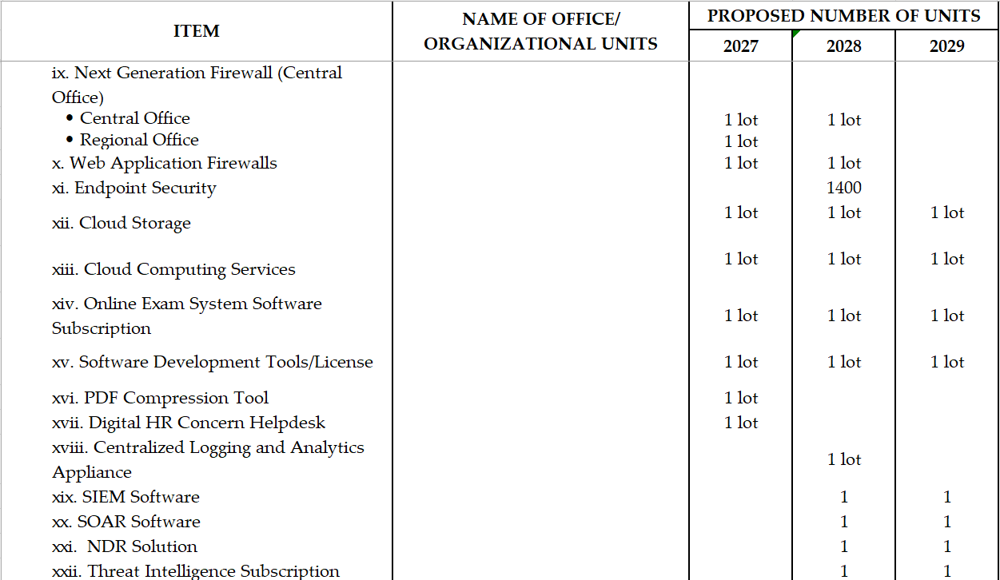 ITEM
NAME OF OFFICE/
ORGANIZATIONAL UNITS
PROPOSED NUMBER OF UNITS
2027 2028 2029
ix. Next Generation Firewall (Central
Office)
• Central Office 1 lot 1 lot
• Regional Office 1 lot
x. Web Application Firewalls 1 lot 1 lot
xi. Endpoint Security 1400
xii. Cloud Storage 1 lot 1 lot 1 lot
xiii. Cloud Computing Services 1 lot 1 lot 1 lot
xiv. Online Exam System Software
Subscription 1 lot 1 lot 1 lot
xv. Software Development Tools/License 1 lot 1 lot 1 lot
xvi. PDF Compression Tool 1 lot
xvii. Digital HR Concern Helpdesk 1 lot
xviii. Centralized Logging and Analytics
Appliance 1 lot
xix. SIEM Software 1 1
xx. SOAR Software 1 1
xxi. NDR Solution 1 1
xxii. Threat Intelligence Subscription 1 1